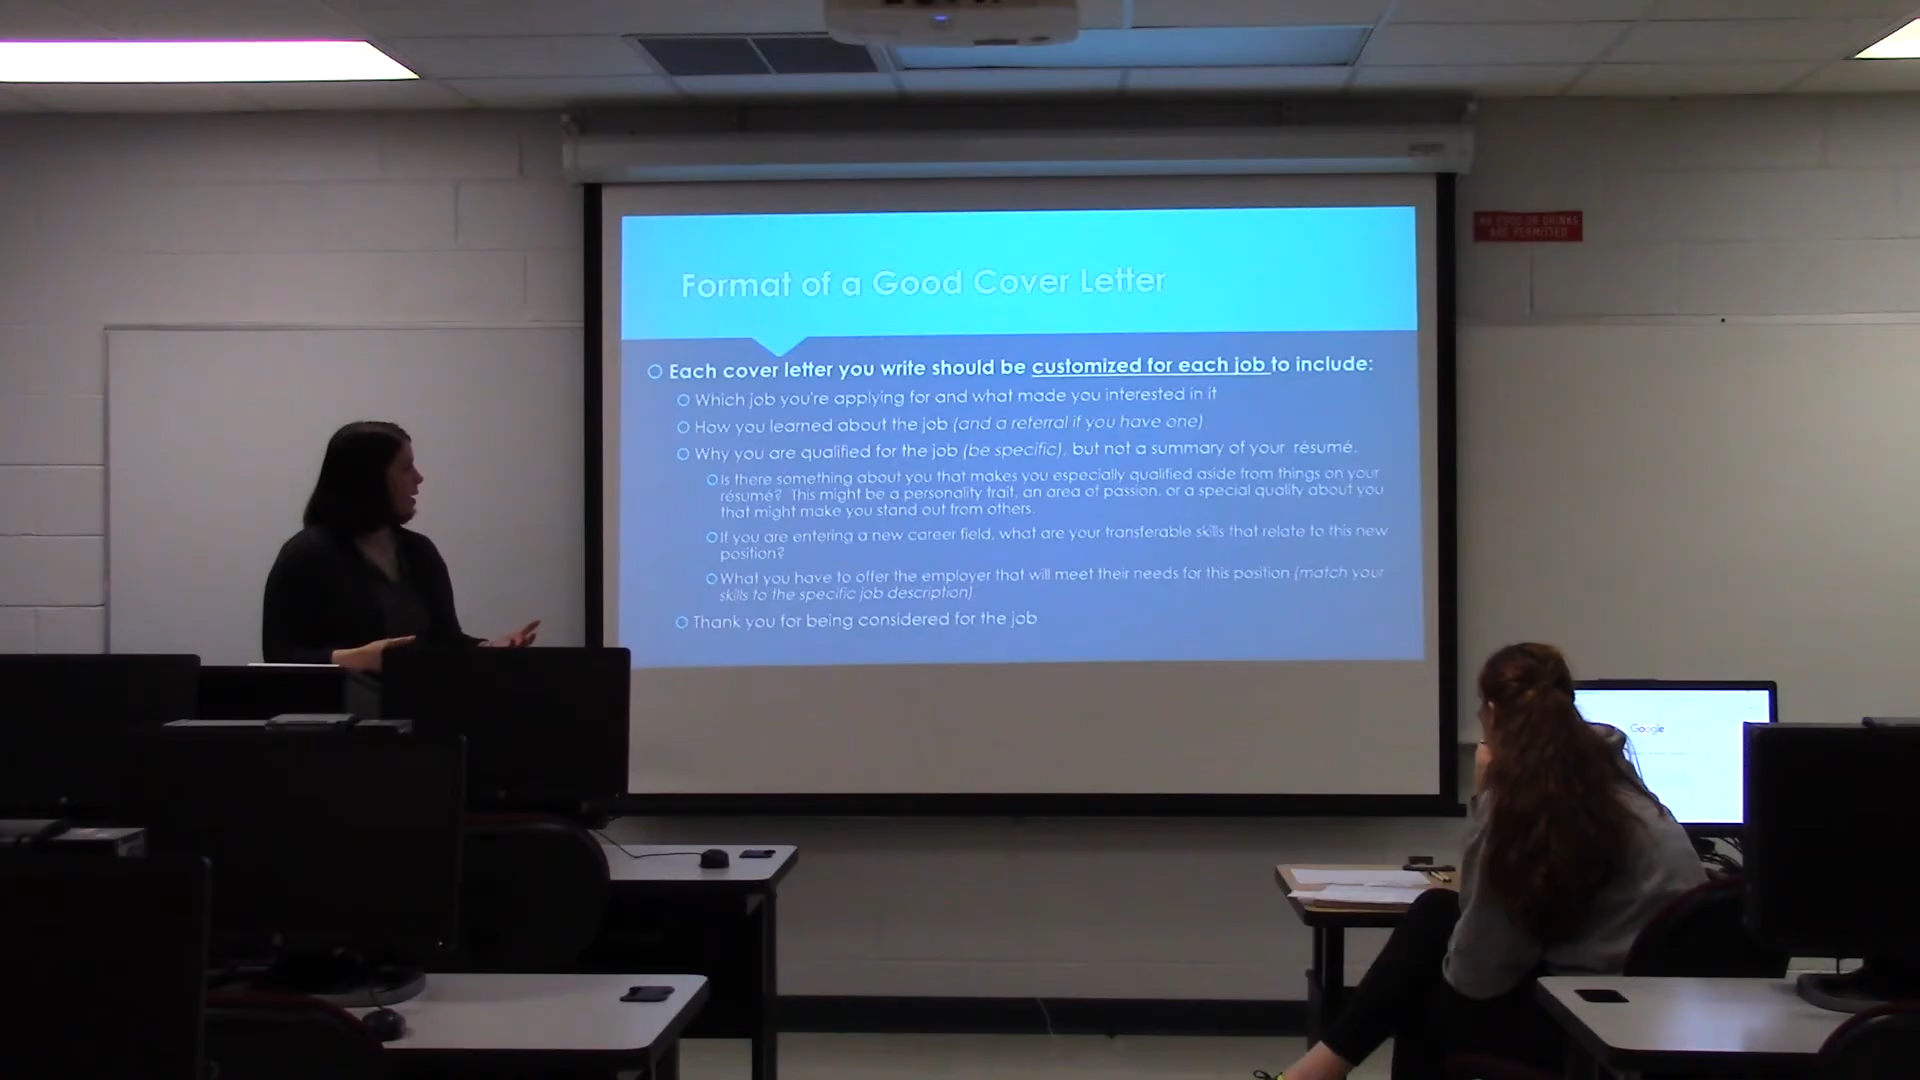 NO FOOD OR DRINKS
ARE PERMITTED
Format of a Good Cover Letter
Each cover letter you write should be customized for each job to include:
Which job you're applying for and what made you interested in it
How you learned about the job (and a referral if you have one)
Why you are qualified for the job (be specific), but not a summary of your résumé.
Is there something about you that makes you especially qualified aside from things on your
résumé? This might be a personality trait, an area of passion, or a special quality about you
that might make you stand out from others.
If you are entering a new career field, what are your transferable skills that relate to this new
position?
What you have to offer the employer that will meet their needs for this position (match your
skills to the specific job description).
Thank you for being considered for the job
Google